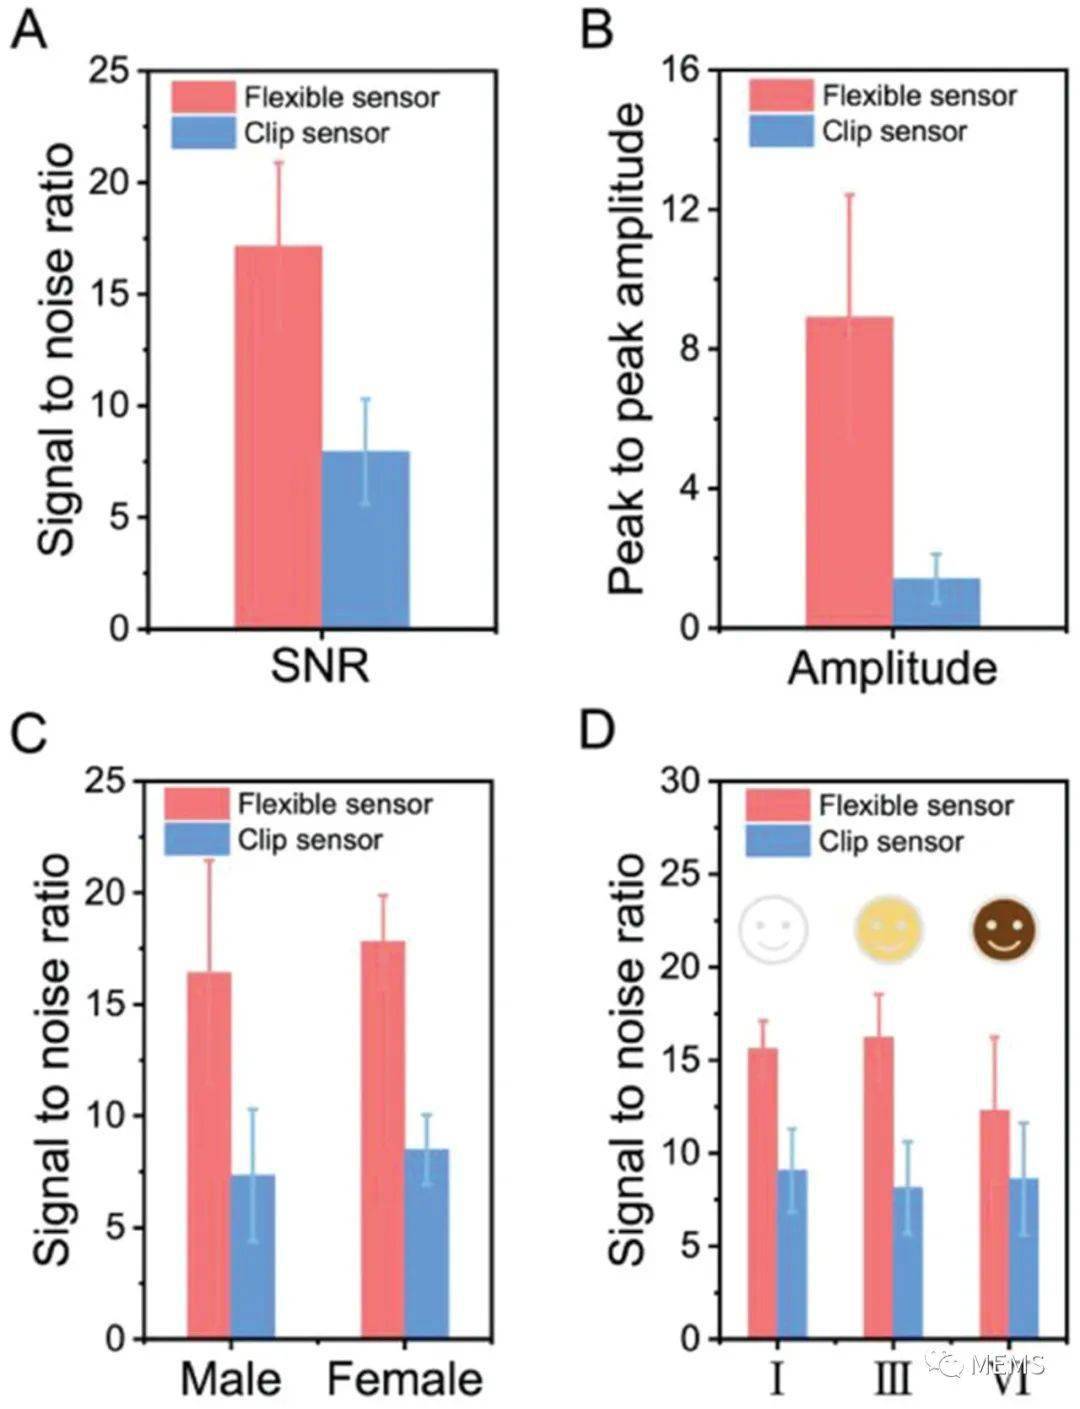 A
25
20
15
10
5
0
Signal to noise ratio
Flexible sensor
Clip sensor
SNR
B
16
12
8
4
0
Peak to peak amplitude
Flexible sensor
Clip sensor
Amplitude
C
25
20
15
10
5
0
Signal to noise ratio
Flexible sensor
Clip sensor
Male Female
D
30
25
20
15
10
5
0
Signal to noise ratio
Flexible sensor
Clip sensor
I III VI
MEMS